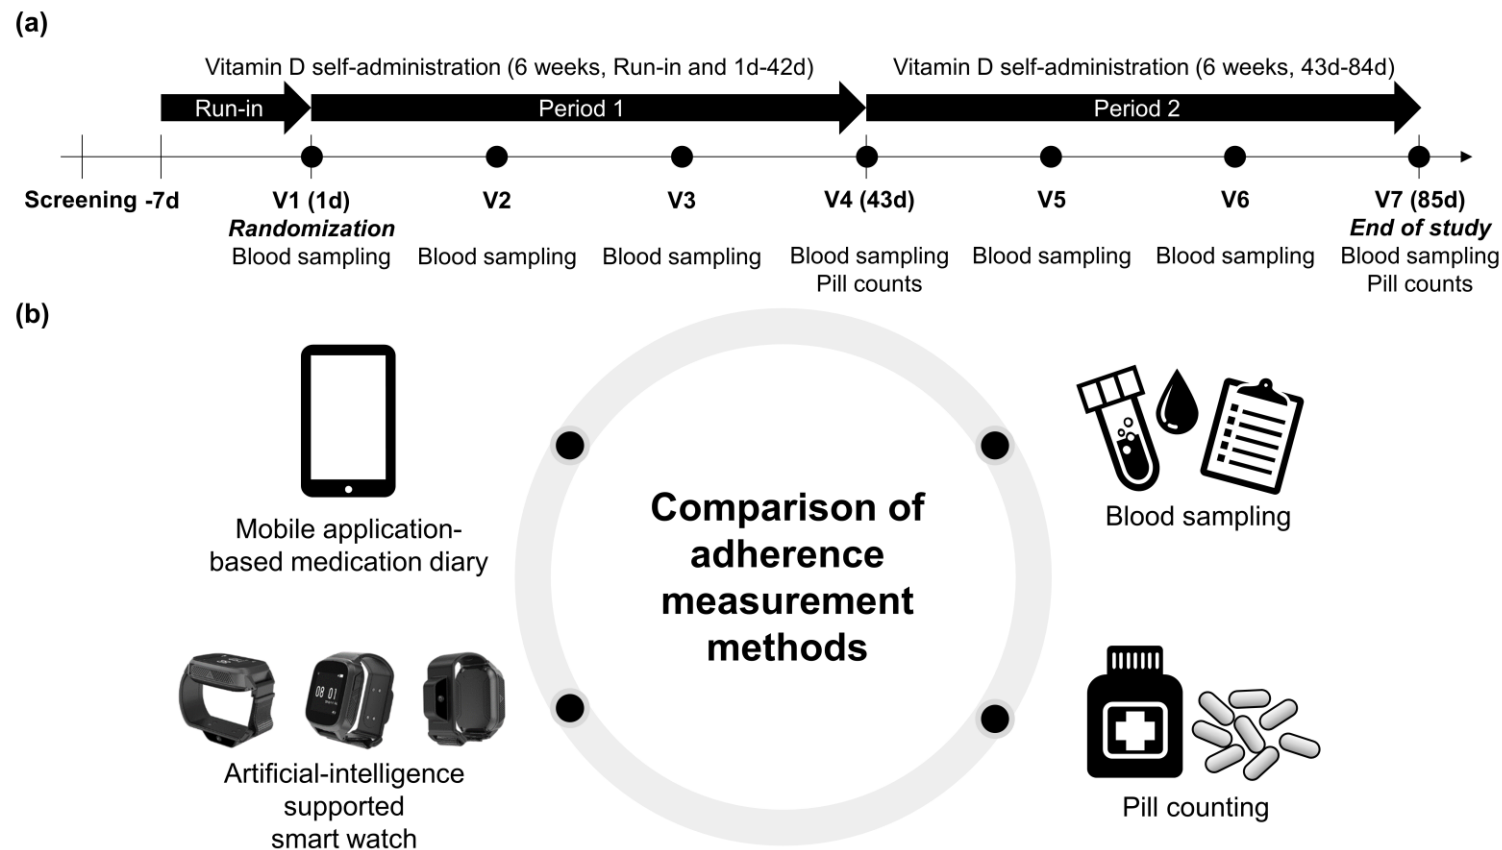 (a)
Vitamin D self-administration (6 weeks, Run-in and 1d-42d)
Vitamin D self-administration (6 weeks, 43d-84d)
Run-in
Period 1
Period 2
Screening
-7d
V1 (1d)
V2
V3
V4 (43d)
V5
V6
V7 (85d)
Randomization
End of study
Blood sampling
Blood sampling
Blood sampling
Blood sampling
Blood sampling
Blood sampling
Blood sampling
Pill counts
Pill counts
(b)
Mobile application-
based medication diary
Blood sampling
Comparison of
adherence
measurement
methods
08 01
Artificial-intelligence
supported
smart watch
Pill counting